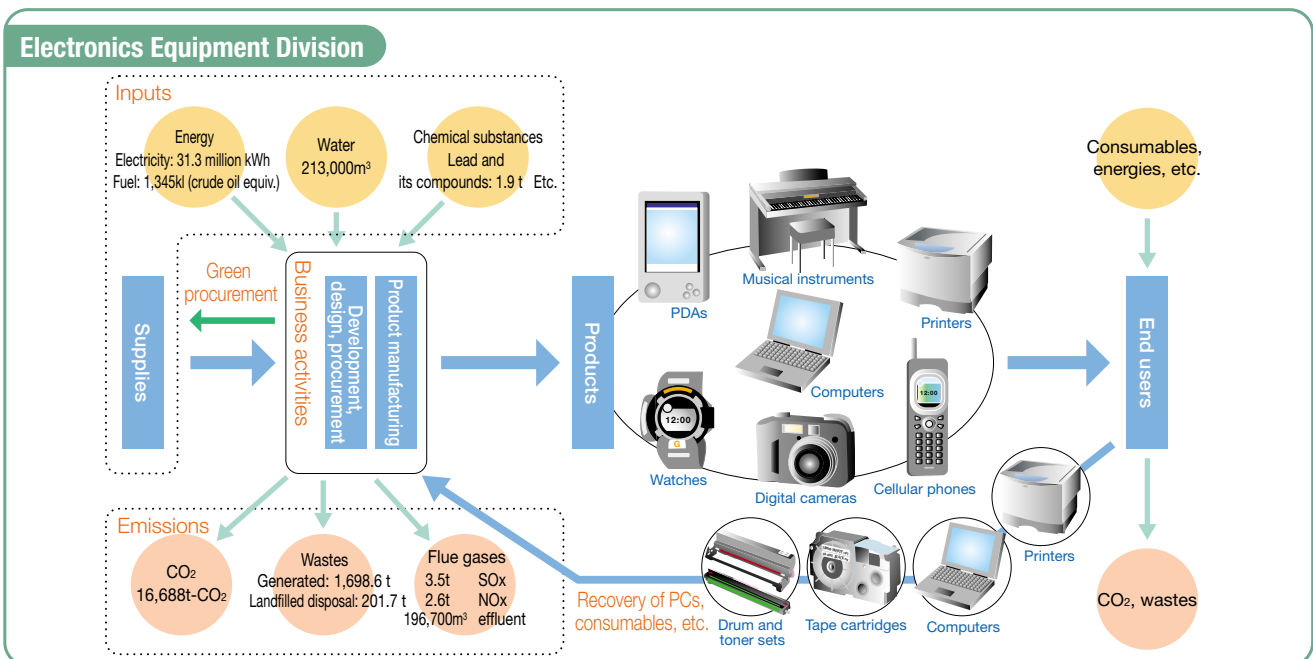 Electronics Equipment Division
Inputs
Energy
Electricity: 31.3 million kWh
Fuel: 1,345kl (crude oil equiv.)
Water
213,000m³
Chemical substances
Lead and
its compounds: 1.9 t Etc.
Consumables,
energies, etc.
Green
procurement
Supplies
Business activities
Development,
design, procurement
Product manufacturing
Products
PDAs
Musical instruments
Printers
Computers
12:00
12:00
G
Watches
Digital cameras
Cellular phones
End users
Emissions
CO₂
16,688t-CO₂
Wastes
Generated: 1,698.6 t
Landfilled disposal: 201.7 t
Flue gases
3.5t SOx
2.6t NOx
196,700m³ effluent
Recovery of PCs,
consumables, etc.
Drum and
toner sets
Tape cartridges
Computers
Printers
CO₂, wastes